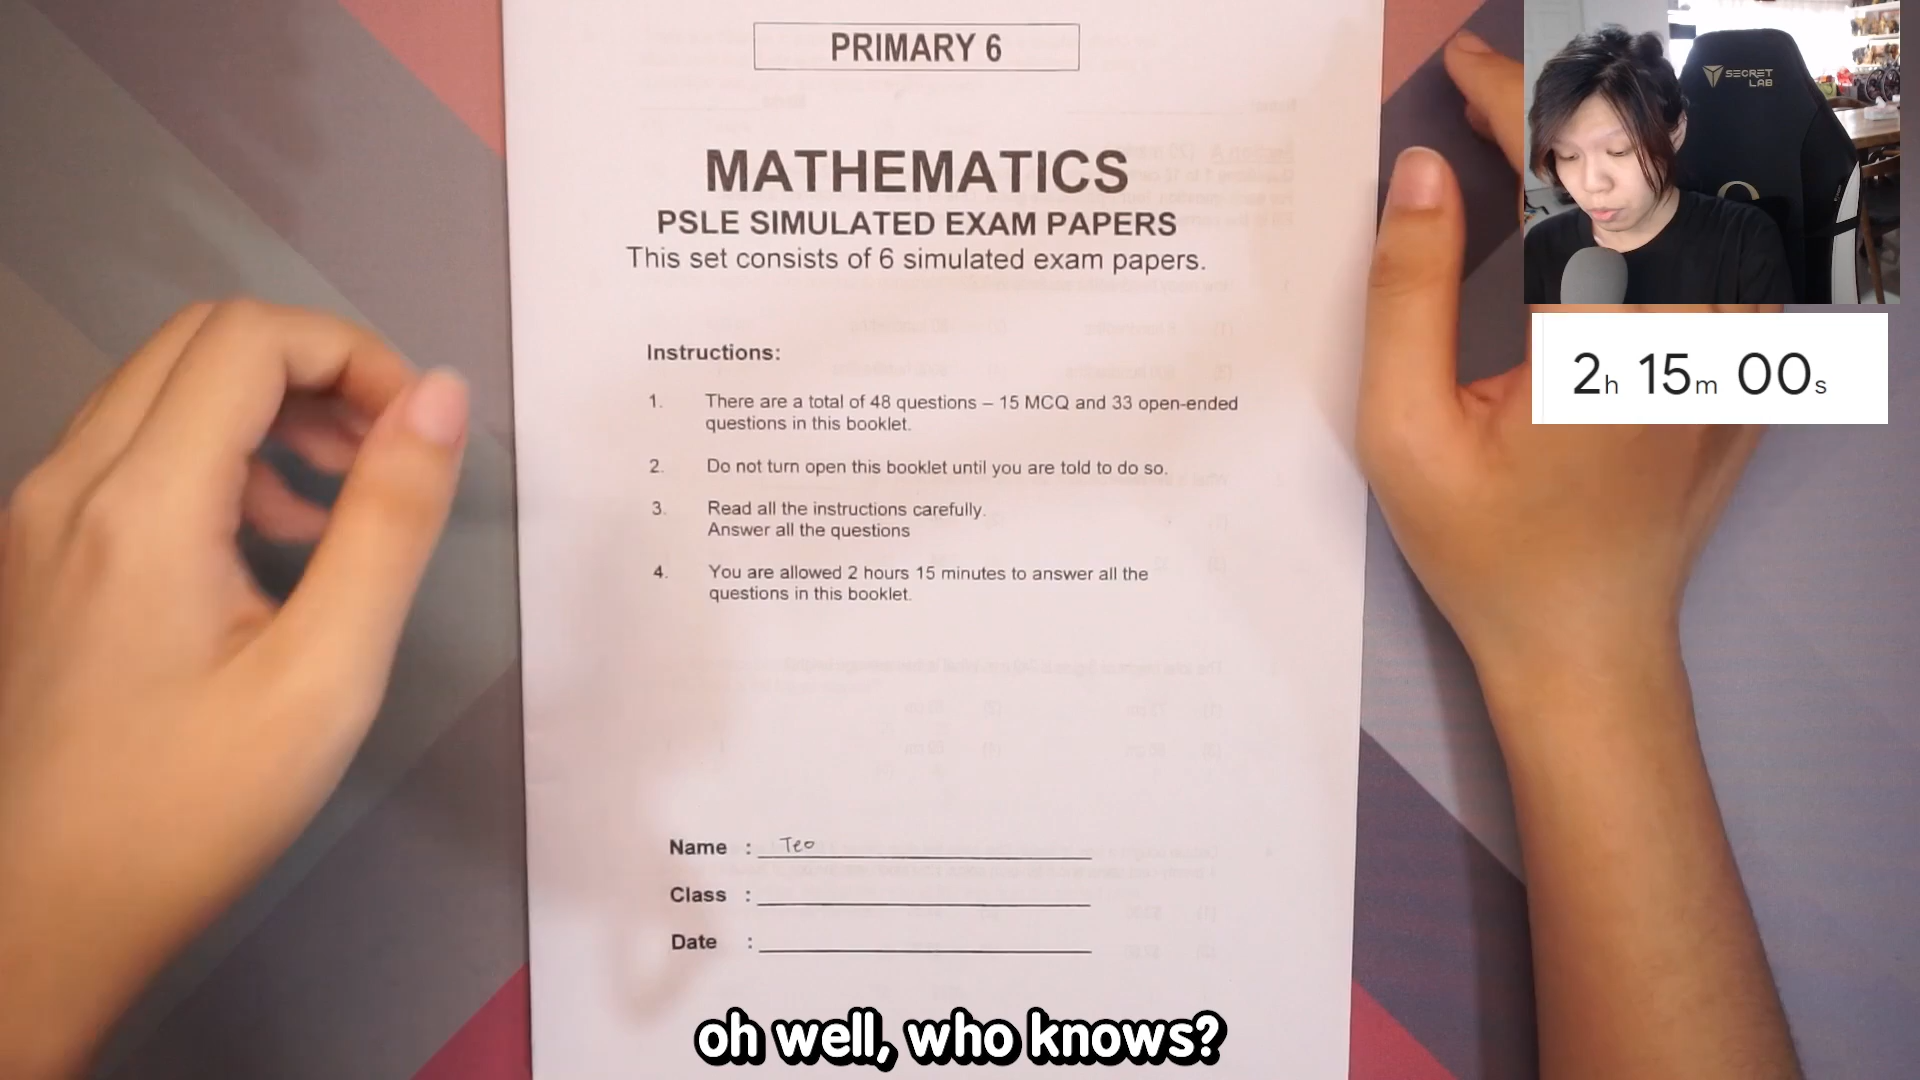 PRIMARY 6
MATHEMATICS
PSLE SIMULATED EXAM PAPERS
This set consists of 6 simulated exam papers.
Instructions:
1. There are a total of 48 questions – 15 MCQ and 33 open-ended
questions in this booklet.
2. Do not turn open this booklet until you are told to do so.
3. Read all the instructions carefully.
Answer all the questions
4. You are allowed 2 hours 15 minutes to answer all the
questions in this booklet.
Name : Teo
Class :
Date :
SECRET
LAB
2h 15m 00s
oh well, who knows?